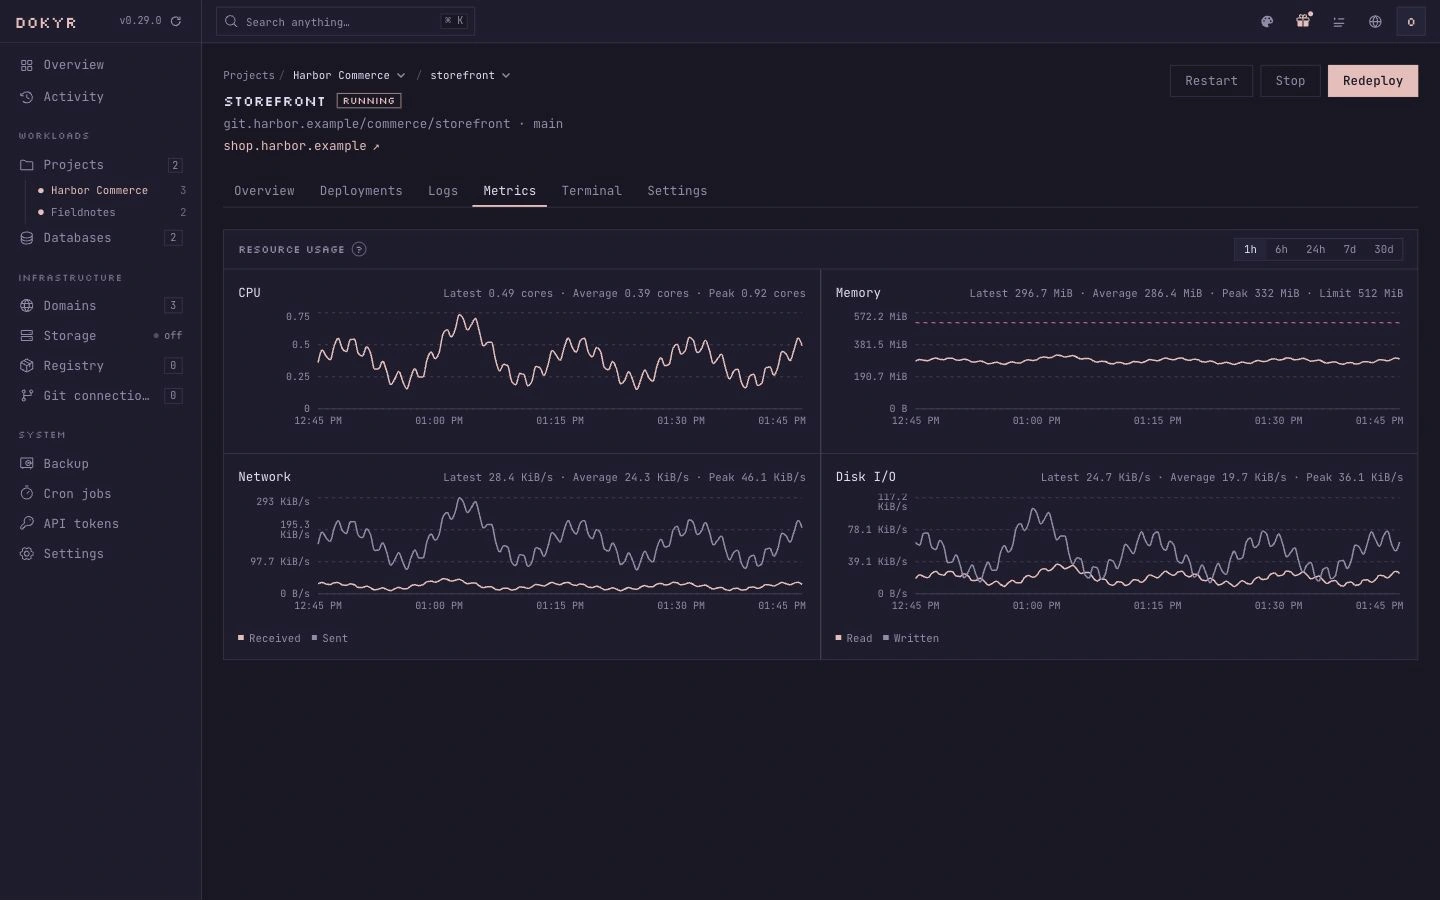 DOKYR v0.29.0
Search anything… ⌘ K
O
Overview
Activity
WORKLOADS
Projects 2
Harbor Commerce 3
Fieldnotes 2
Databases 2
INFRASTRUCTURE
Domains 3
Storage off
Registry 0
Git connectio… 0
SYSTEM
Backup
Cron jobs
API tokens
Settings
Projects / Harbor Commerce / storefront
STOREFRONT RUNNING
git.harbor.example/commerce/storefront · main
shop.harbor.example ↗
Restart Stop Redeploy
Overview Deployments Logs Metrics Terminal Settings
RESOURCE USAGE ?
1h 6h 24h 7d 30d
CPU Latest 0.49 cores · Average 0.39 cores · Peak 0.92 cores
0.75
0.5
0.25
0
12:45 PM 01:00 PM 01:15 PM 01:30 PM 01:45 PM
Memory Latest 296.7 MiB · Average 286.4 MiB · Peak 332 MiB · Limit 512 MiB
572.2 MiB
381.5 MiB
190.7 MiB
0 B
12:45 PM 01:00 PM 01:15 PM 01:30 PM 01:45 PM
Network Latest 28.4 KiB/s · Average 24.3 KiB/s · Peak 46.1 KiB/s
293 KiB/s
195.3
KiB/s
97.7 KiB/s
0 B/s
12:45 PM 01:00 PM 01:15 PM 01:30 PM 01:45 PM
Received Sent
Disk I/O Latest 24.7 KiB/s · Average 19.7 KiB/s · Peak 36.1 KiB/s
117.2
KiB/s
78.1 KiB/s
39.1 KiB/s
0 B/s
12:45 PM 01:00 PM 01:15 PM 01:30 PM 01:45 PM
Read Written